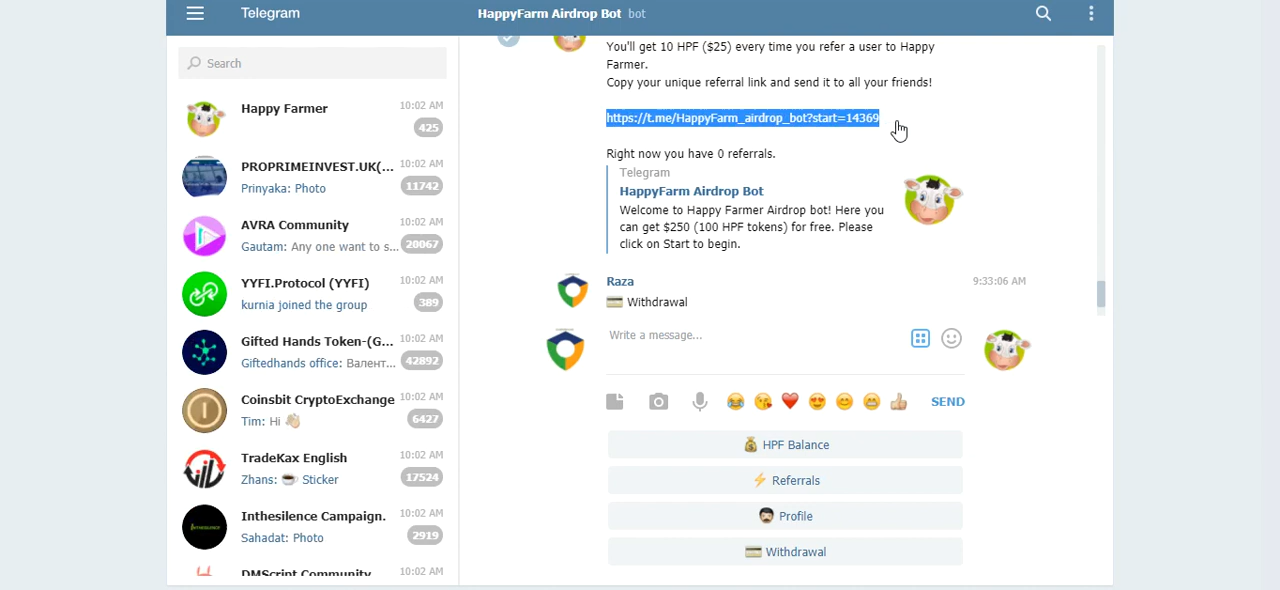 Telegram
HappyFarm Airdrop Bot bot
Search
Happy Farmer 10:02 AM
425
PROPRIMEINVEST.UK(... 10:02 AM
Prinyaka: Photo 11742
AVRA Community 10:02 AM
Gautam: Any one want to s... 20067
YYFI.Protocol (YYFI) 10:02 AM
kurnia joined the group 389
Gifted Hands Token-(G... 10:02 AM
Giftedhands office: Валент... 42892
Coinsbit CryptoExchange 10:02 AM
Tim: Hi 👋🏻 6427
TradeKax English 10:02 AM
Zhans: ☕ Sticker 17524
Inthesilence Campaign. 10:02 AM
Sahadat: Photo 2919
DMScript Community 10:02 AM
You'll get 10 HPF ($25) every time you refer a user to Happy
Farmer.
Copy your unique referral link and send it to all your friends!
https://t.me/HappyFarm_airdrop_bot?start=14369
Right now you have 0 referrals.
Telegram
HappyFarm Airdrop Bot
Welcome to Happy Farmer Airdrop bot! Here you
can get $250 (100 HPF tokens) for free. Please
click on Start to begin.
Raza 9:33:06 AM
💳 Withdrawal
Write a message...
SEND
💰 HPF Balance
⚡ Referrals
Profile
💳 Withdrawal